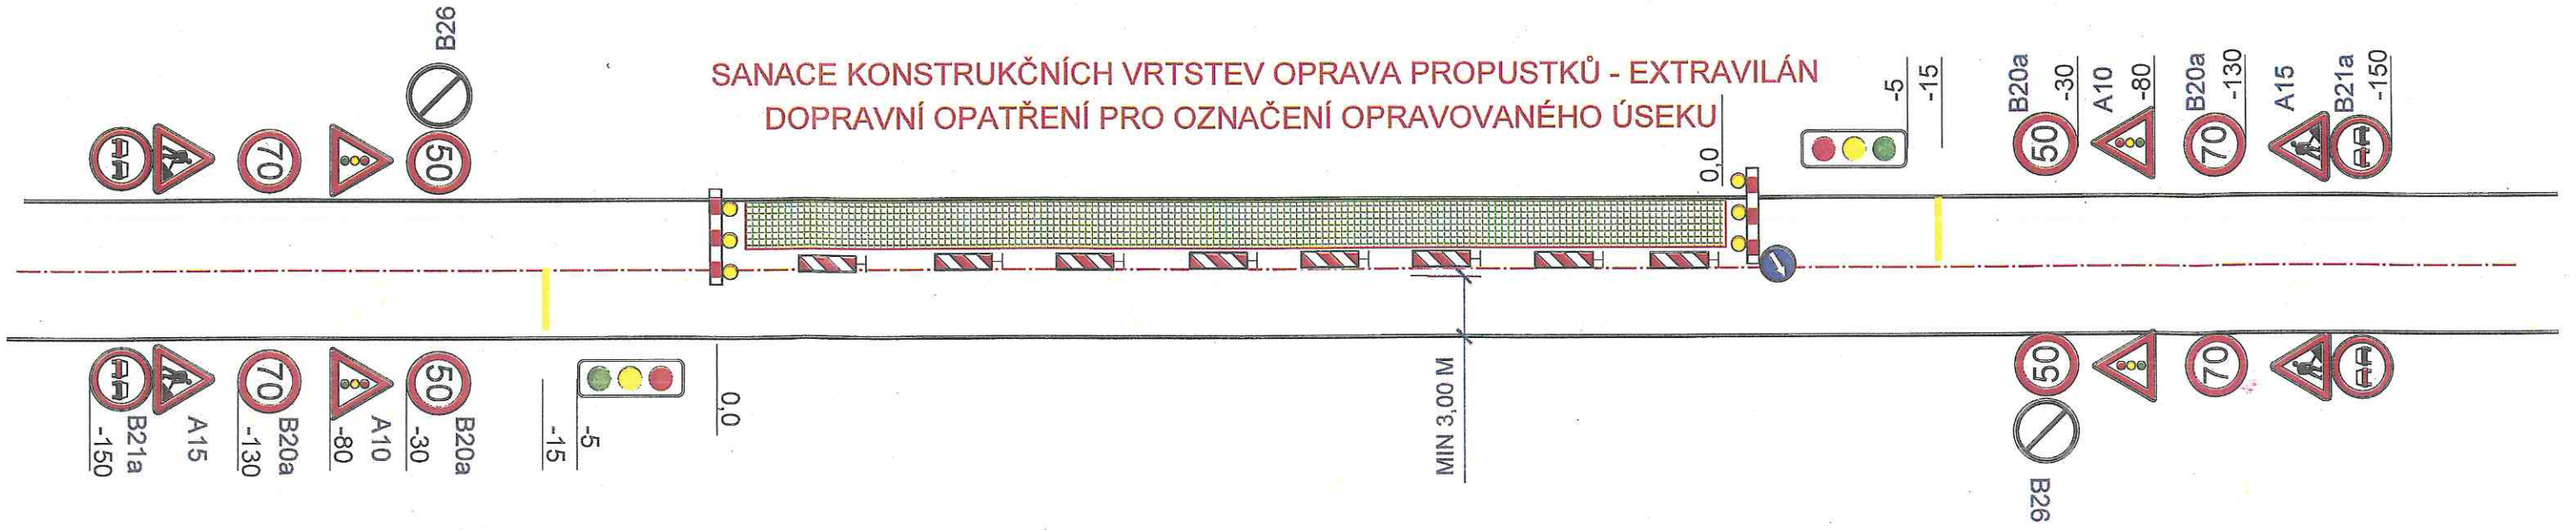 SANACE KONSTRUKČNÍCH VRTSTEV OPRAVA PROPUSTKŮ - EXTRAVILÁN
DOPRAVNÍ OPATŘENÍ PRO OZNAČENÍ OPRAVOVANÉHO ÚSEKU
B26
70
50
0,0
-5
-15
B20a
-30
A10
-80
B20a
-130
A15
B21a
-150
50
70
MIN 3,00 M
70
50
B21a
-150
A15
B20a
-130
A10
-80
B20a
-30
-15
-5
0,0
50
70
B26